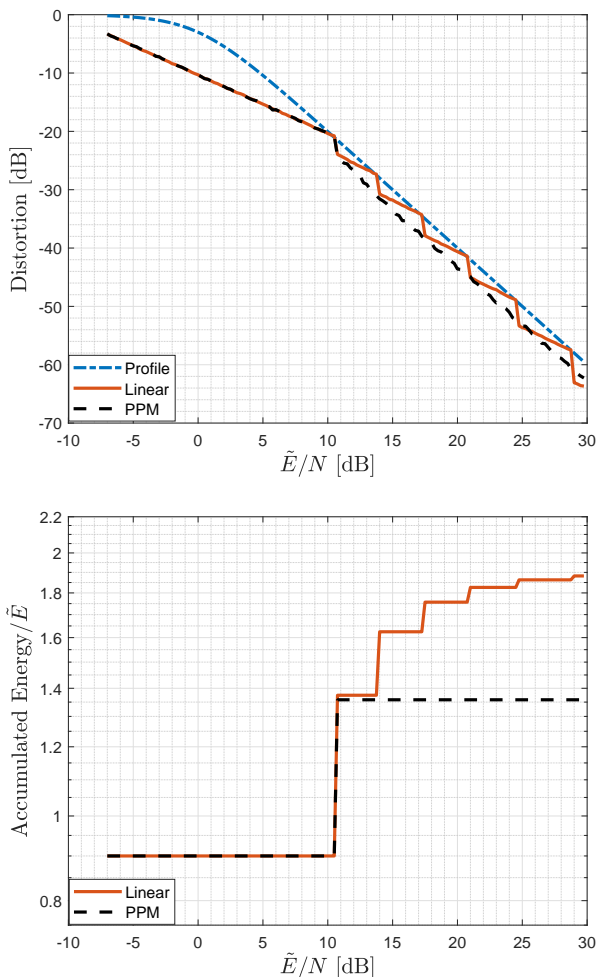 0
-10
-20
-30
-40
-50
-60
-70
Distortion [dB]
Profile
Linear
PPM
-10 -5 0 5 10 15 20 25 30
Ẽ/N [dB]
2.2
2
1.8
1.6
1.4
1.2
1
0.8
Accumulated Energy/Ẽ
Linear
PPM
-10 -5 0 5 10 15 20 25 30
Ẽ/N [dB]